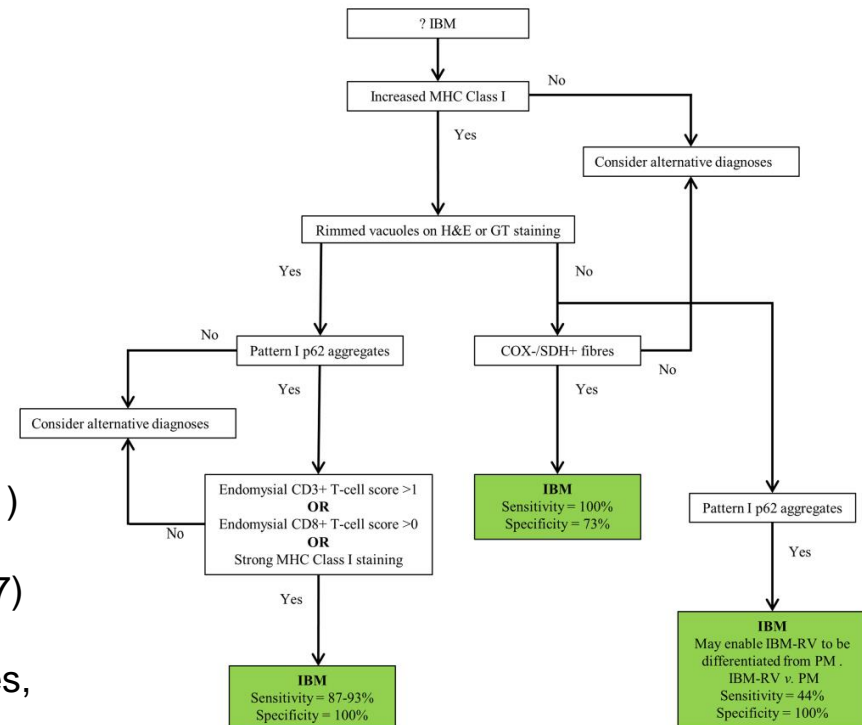 ? IBM
No
Increased MHC Class I
Yes
Consider alternative diagnoses
Rimmed vacuoles on H&E or GT staining
Yes
No
No
Pattern I p62 aggregates
COX-/SDH+ fibres
No
Yes
Yes
Consider alternative diagnoses
Endomysial CD3+ T-cell score >1
OR
Endomysial CD8+ T-cell score >0
OR
Strong MHC Class I staining
No
IBM
Sensitivity = 100%
Specificity = 73%
Pattern I p62 aggregates
Yes
Yes
IBM
Sensitivity = 87-93%
Specificity = 100%
IBM
May enable IBM-RV to be
differentiated from PM .
IBM-RV v. PM
Sensitivity = 44%
Specificity = 100%
)
7)
es,